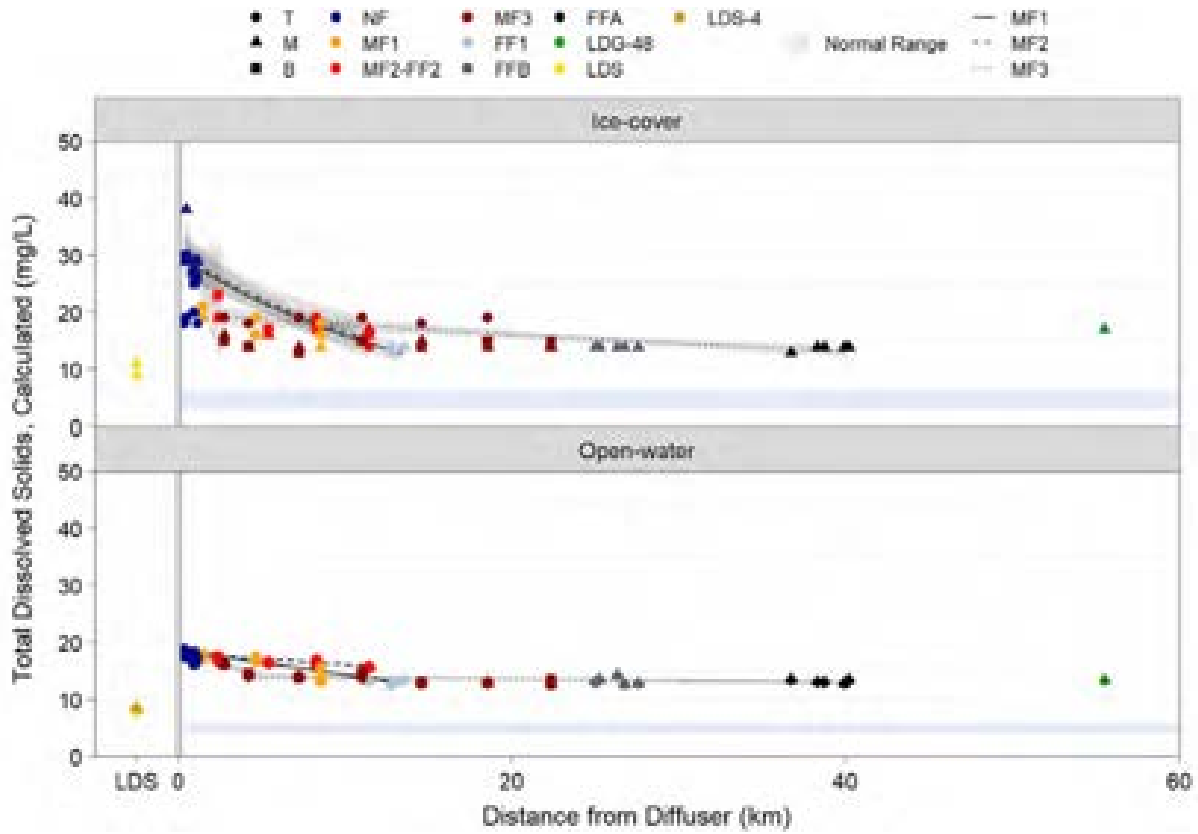 T NF MF3 FFA LDS-4 MF1
M MF1 FF1 LDG-48 Normal Range MF2
B MF2-FF2 FFB LDS MF3
Ice-cover
50
40
30
20
10
0
Open-water
50
40
30
20
10
0
Total Dissolved Solids, Calculated (mg/L)
LDS 0 20 40 60
Distance from Diffuser (km)